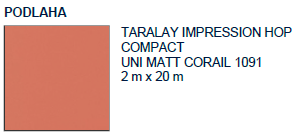 PODLAHA
TARALAY IMPRESSION HOP
COMPACT
UNI MATT CORAIL 1091
2 m x 20 m